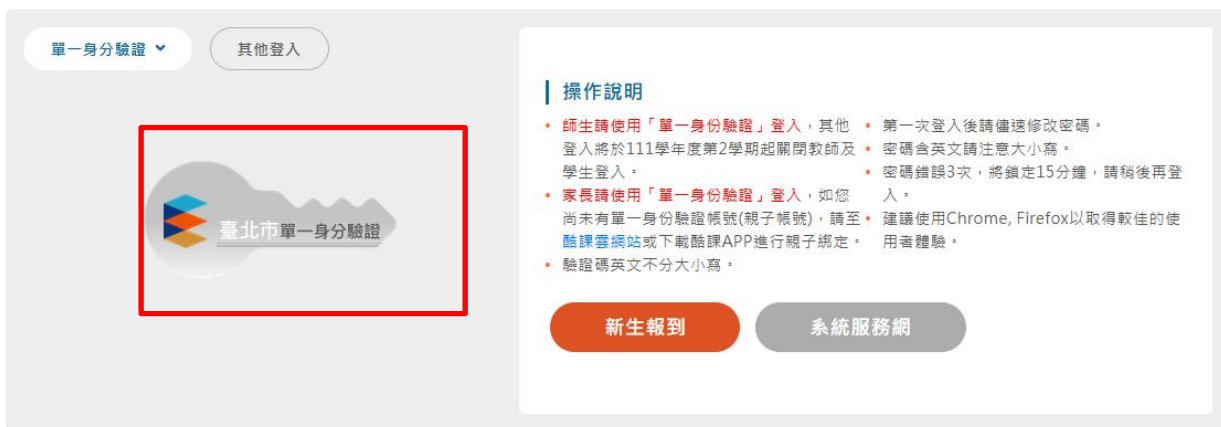 單一身分驗證
其他登入
臺北市單一身分驗證
操作說明
• 師生請使用「單一身份驗證」登入，其他
登入將於111學年度第2學期起關閉教師及
學生登入。
• 家長請使用「單一身份驗證」登入，如您
尚未有單一身份驗證帳號(親子帳號)，請至
酷課雲網站或下載酷課APP進行親子綁定。
• 驗證碼英文不分大小寫。
• 第一次登入後請儘速修改密碼。
• 密碼含英文請注意大小寫。
• 密碼錯誤3次，將鎖定15分鐘，請稍後再登
入。
• 建議使用Chrome, Firefox以取得較佳的使
用者體驗。
新生報到
系統服務網